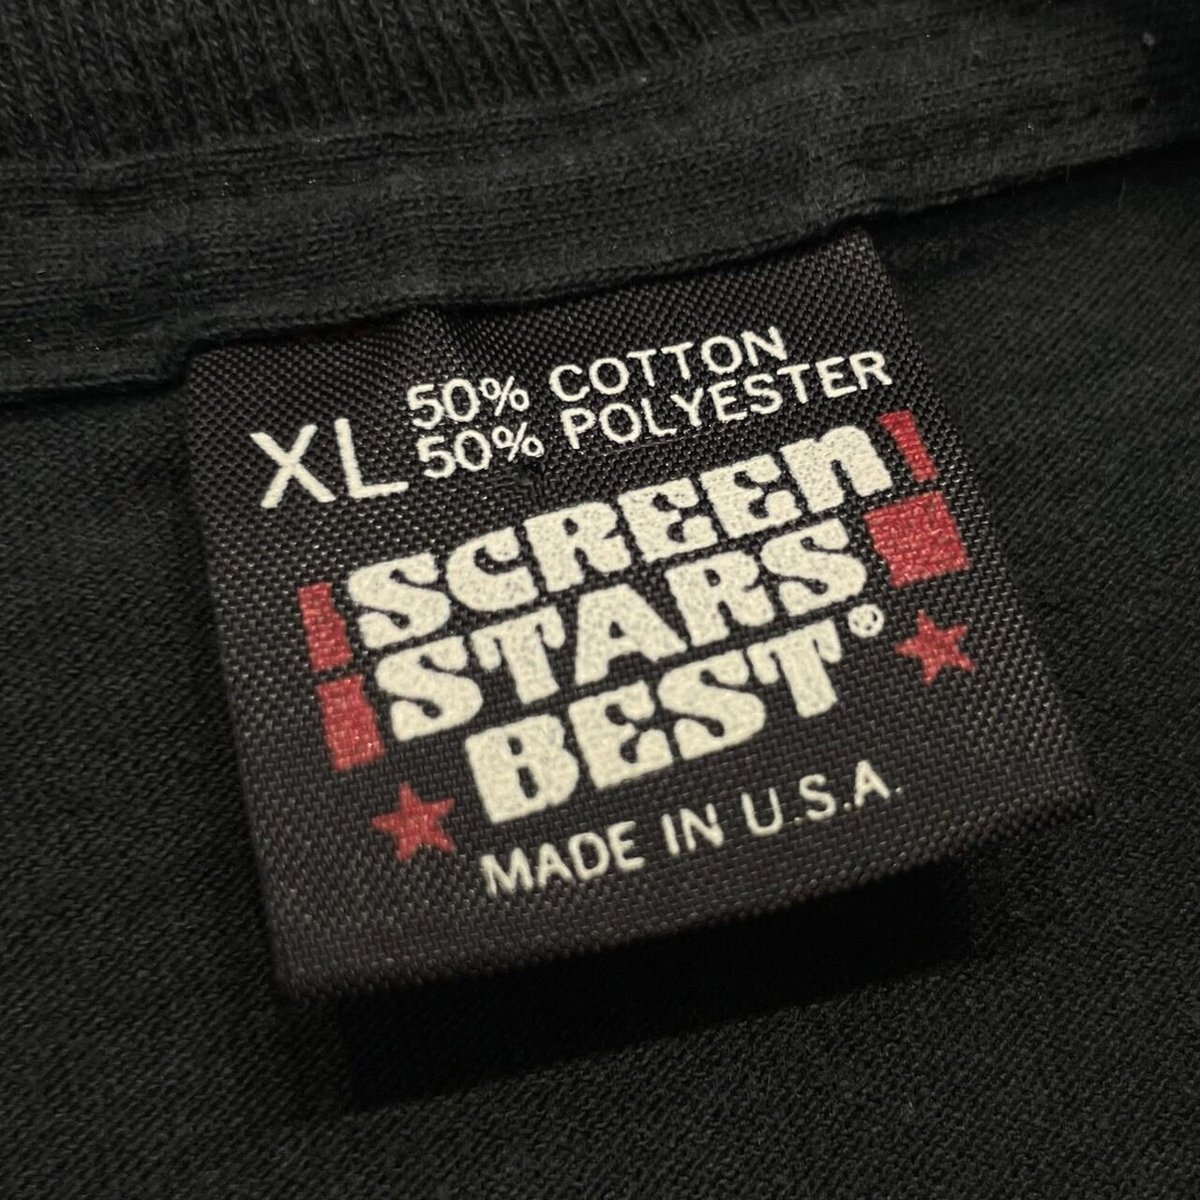 XL 50% COTTON
50% POLYESTER
SCREEN
STARS
BEST®
MADE IN U.S.A.